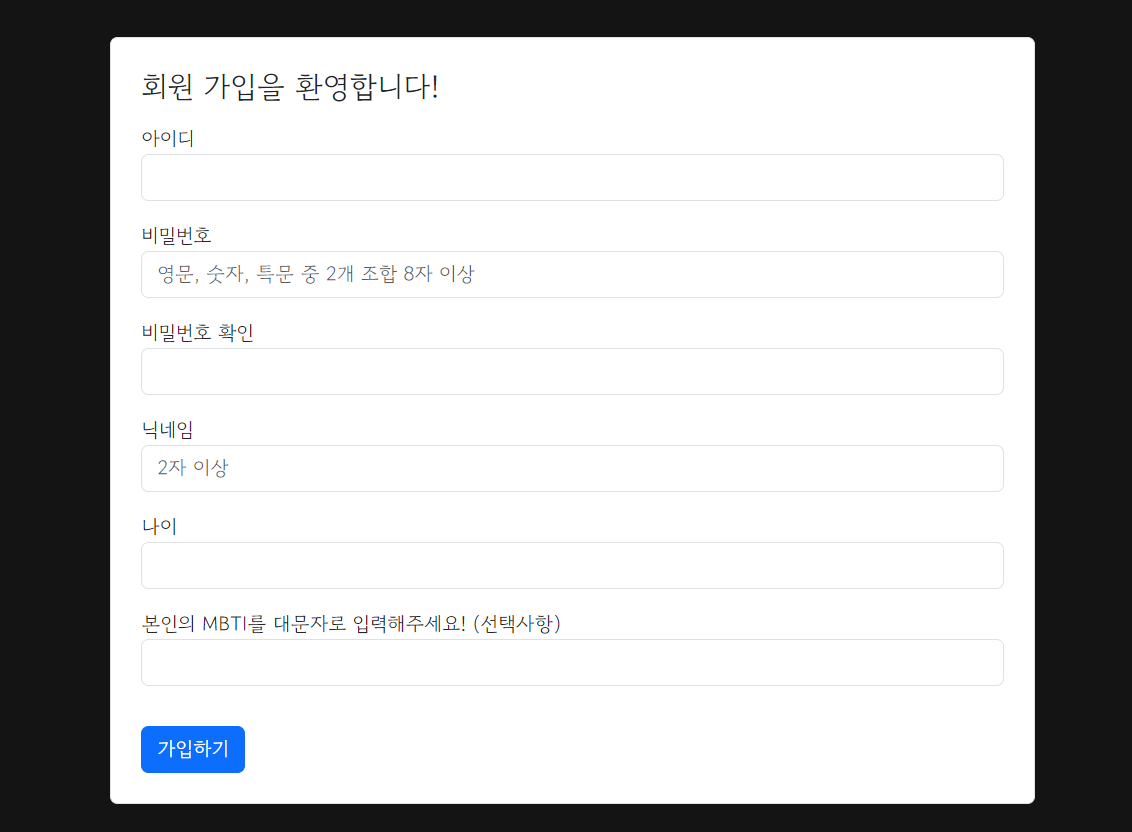 회원 가입을 환영합니다!
아이디
비밀번호
영문, 숫자, 특문 중 2개 조합 8자 이상
비밀번호 확인
닉네임
2자 이상
나이
본인의 MBTI를 대문자로 입력해주세요! (선택사항)
가입하기